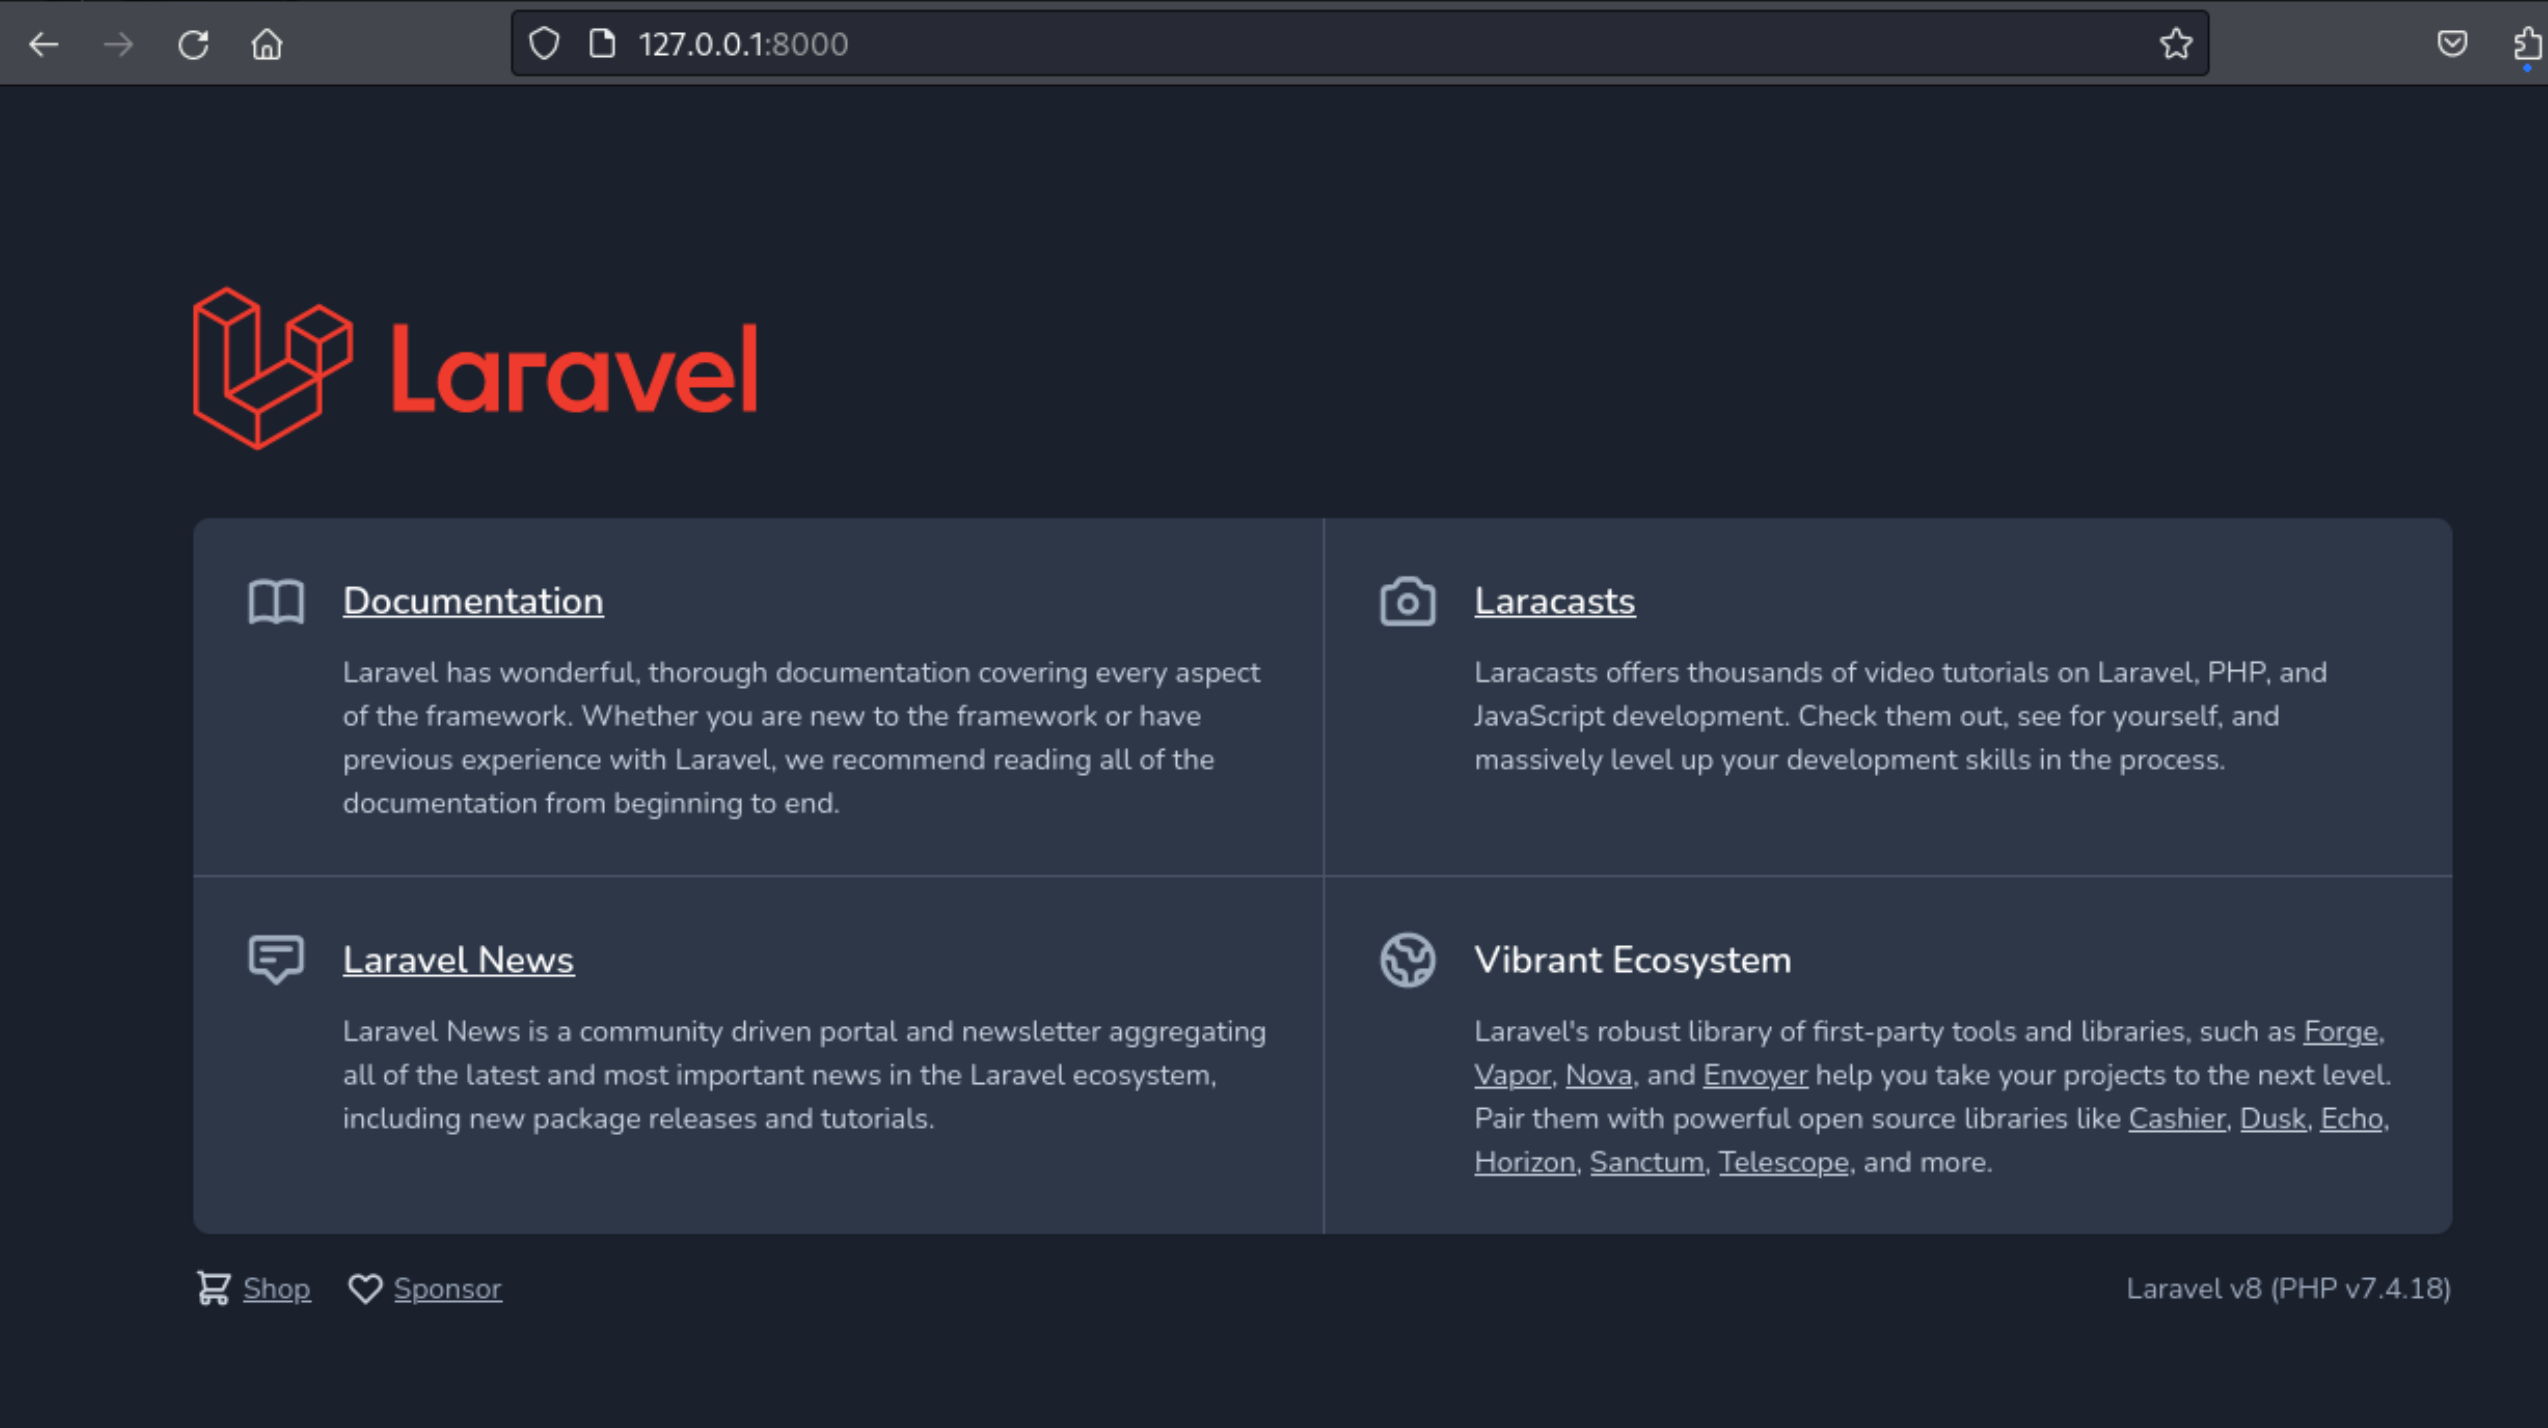 127.0.0.1:8000
Laravel
Documentation
Laravel has wonderful, thorough documentation covering every aspect
of the framework. Whether you are new to the framework or have
previous experience with Laravel, we recommend reading all of the
documentation from beginning to end.
Laracasts
Laracasts offers thousands of video tutorials on Laravel, PHP, and
JavaScript development. Check them out, see for yourself, and
massively level up your development skills in the process.
Laravel News
Laravel News is a community driven portal and newsletter aggregating
all of the latest and most important news in the Laravel ecosystem,
including new package releases and tutorials.
Vibrant Ecosystem
Laravel's robust library of first-party tools and libraries, such as Forge,
Vapor, Nova, and Envoyer help you take your projects to the next level.
Pair them with powerful open source libraries like Cashier, Dusk, Echo,
Horizon, Sanctum, Telescope, and more.
Shop Sponsor
Laravel v8 (PHP v7.4.18)